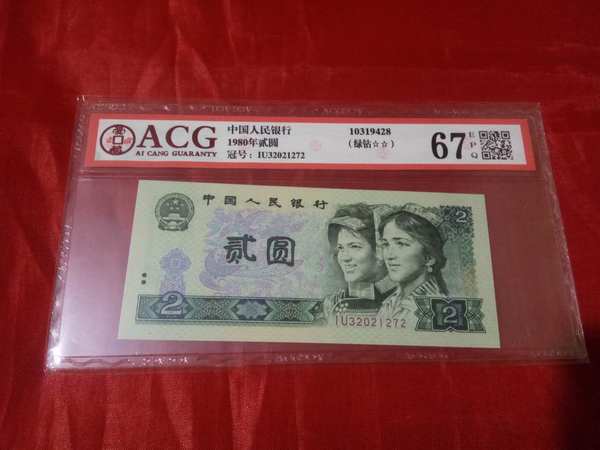 ACG
AI CANG GUARANTY
中国人民银行
1980年贰圆
冠号：IU32021272
10319428
（绿钻☆☆）
67
E
P
Q
中国人民银行
2
贰圆
2
2
IU32021272